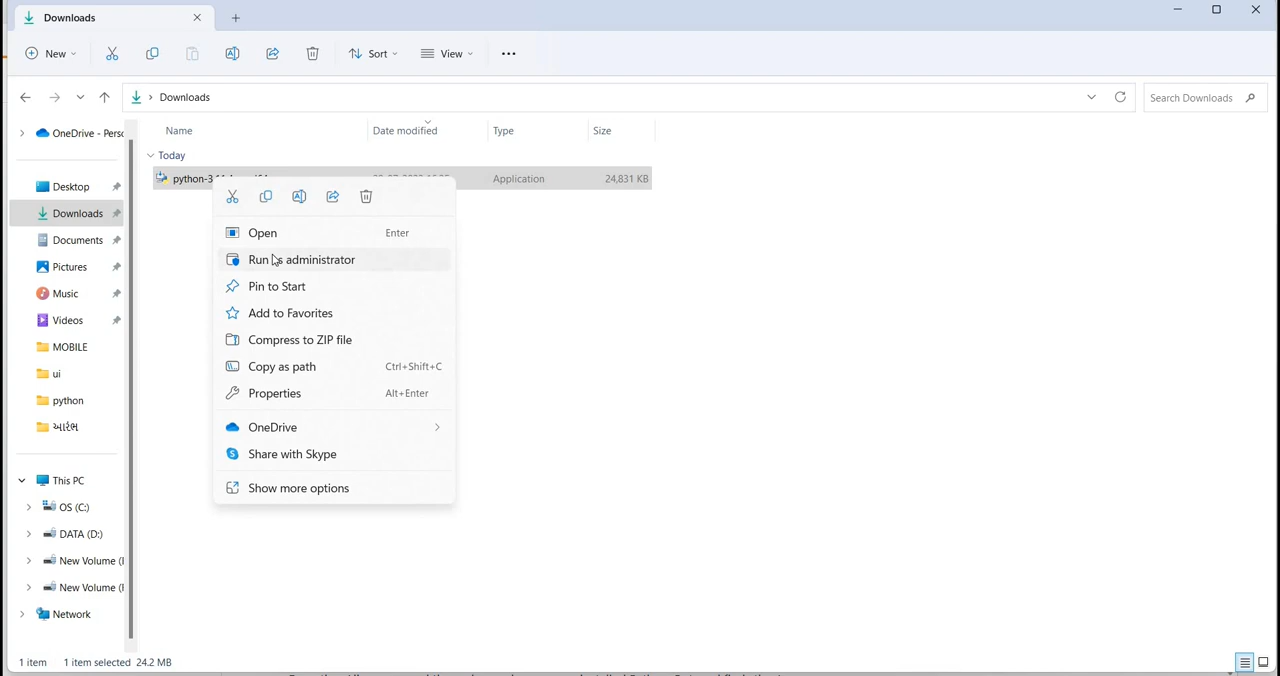 Downloads
New
Sort
View
Downloads
Search Downloads
OneDrive - Perso
Name
Date modified
Type
Size
Today
python-3
Application
24,831 KB
Desktop
Downloads
Documents
Pictures
Music
Videos
MOBILE
ui
python
આરંભ
This PC
OS (C:)
DATA (D:)
New Volume (
New Volume (
Network
Open Enter
Run as administrator
Pin to Start
Add to Favorites
Compress to ZIP file
Copy as path Ctrl+Shift+C
Properties Alt+Enter
OneDrive
Share with Skype
Show more options
1 item 1 item selected 24.2 MB